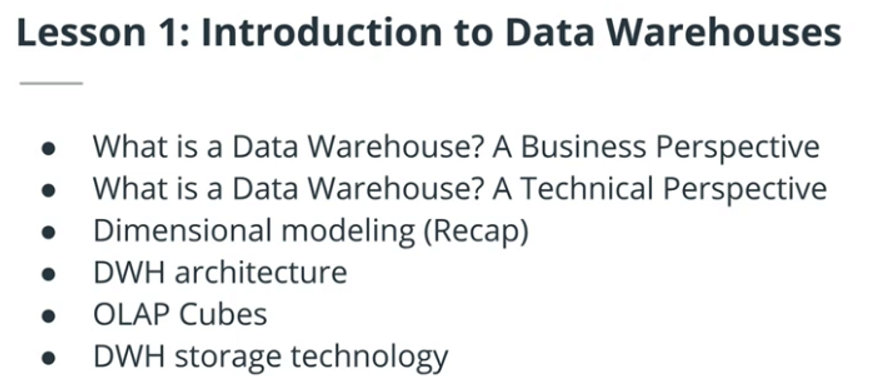 Lesson 1: Introduction to Data Warehouses
● What is a Data Warehouse? A Business Perspective
● What is a Data Warehouse? A Technical Perspective
● Dimensional modeling (Recap)
● DWH architecture
● OLAP Cubes
● DWH storage technology